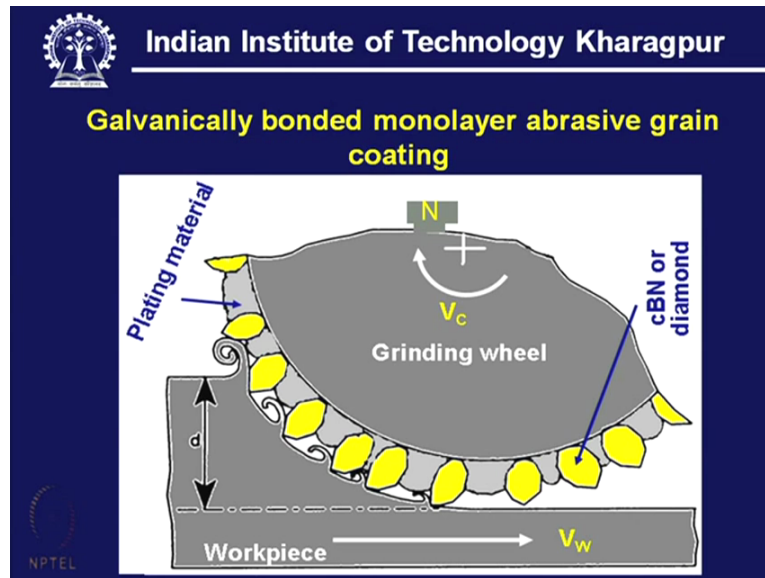 Indian Institute of Technology Kharagpur
Galvanically bonded monolayer abrasive grain
coating
Plating material
N
cBN or
diamond
Vc
Grinding wheel
d
Workpiece
Vw
NPTEL